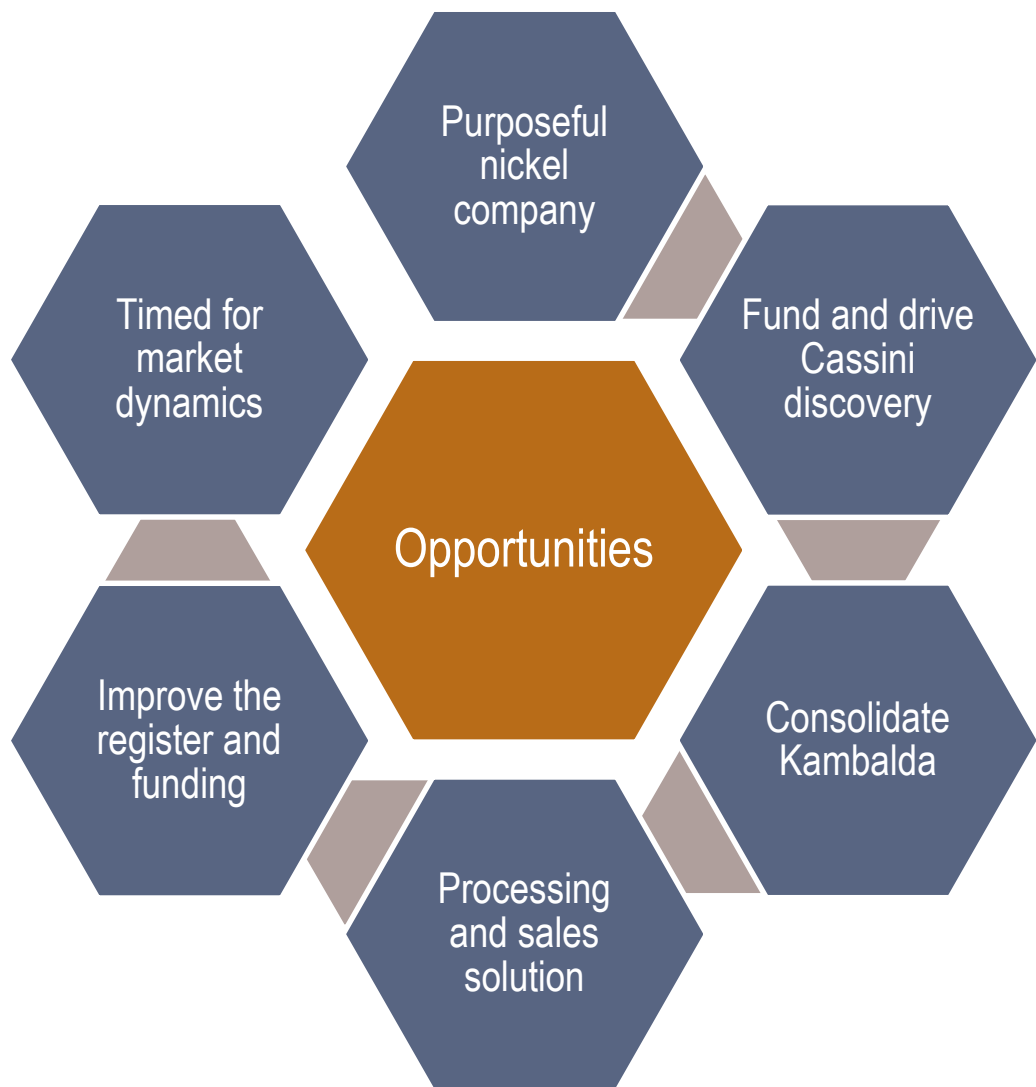 Purposeful
nickel
company
Fund and drive
Cassini
discovery
Consolidate
Kambalda
Processing
and sales
solution
Improve the
register and
funding
Timed for
market
dynamics
Opportunities